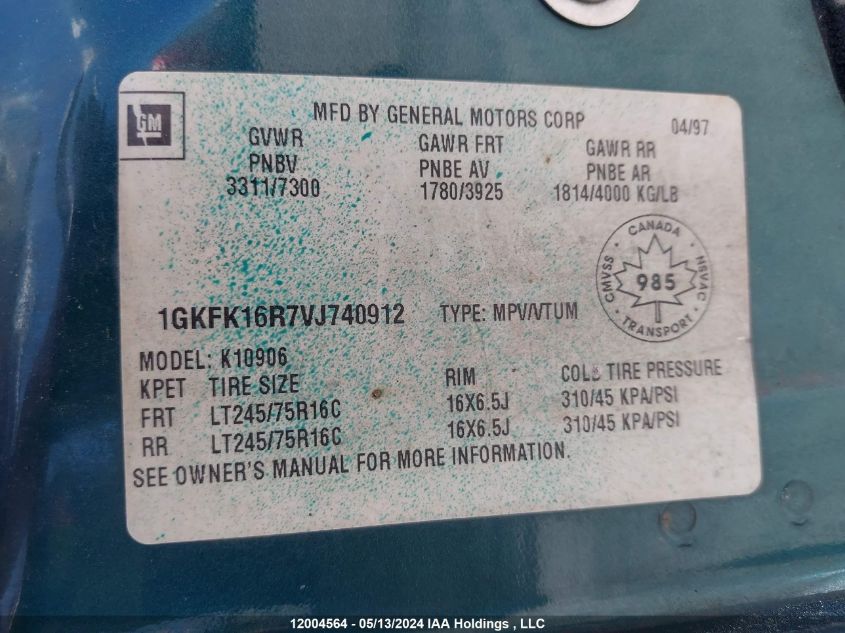 GM
MFD BY GENERAL MOTORS CORP 04/97
GVWR GAWR FRT GAWR RR
PNBV PNBE AV PNBE AR
3311/7300 1780/3925 1814/4000 KG/LB
CANADA
CMVSS 985 NSVAC
TRANSPORT
1GKFK16R7VJ740912 TYPE: MPV/VTUM
MODEL: K10906
KPET TIRE SIZE RIM COLD TIRE PRESSURE
FRT LT245/75R16C 16X6.5J 310/45 KPA/PSI
RR LT245/75R16C 16X6.5J 310/45 KPA/PSI
SEE OWNER'S MANUAL FOR MORE INFORMATION.
12004564 - 05/13/2024 IAA Holdings , LLC